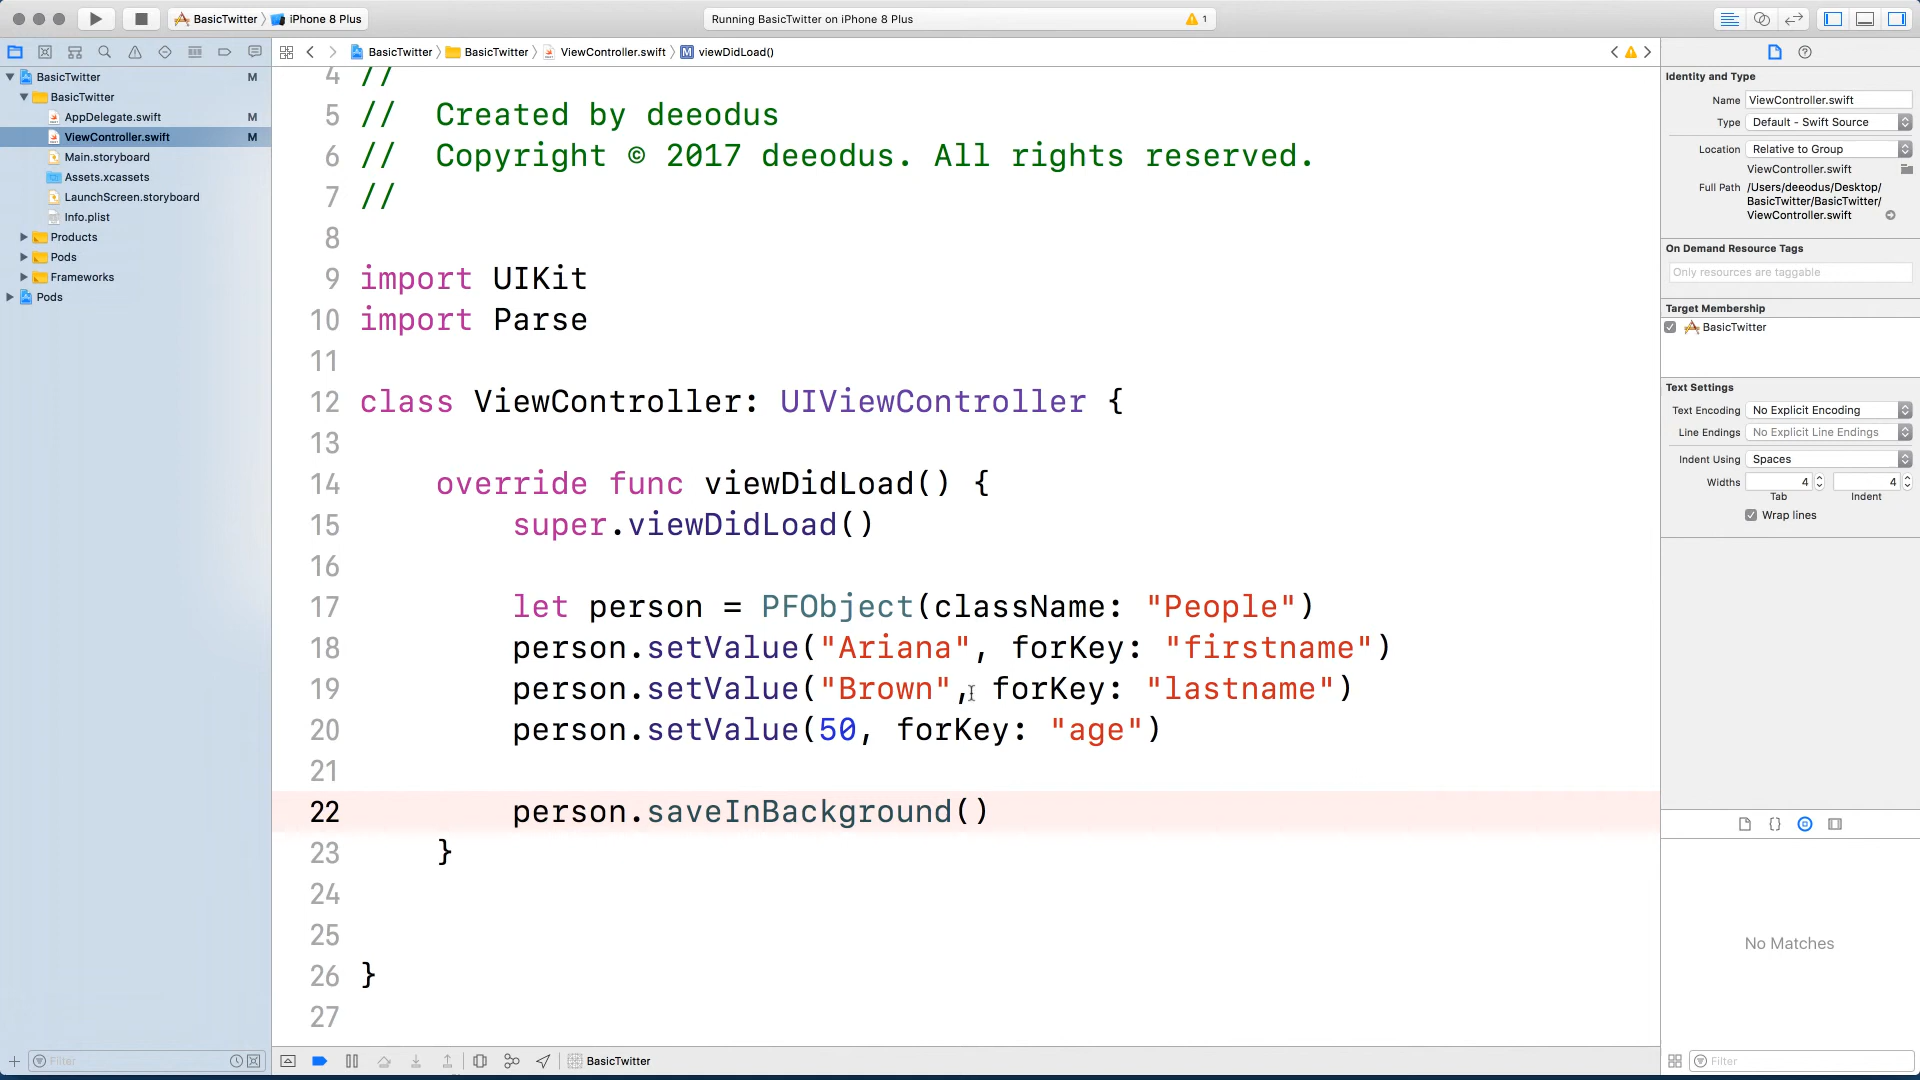 BasicTwitter iPhone 8 Plus
Running BasicTwitter on iPhone 8 Plus
1
BasicTwitter BasicTwitter ViewController.swift M viewDidLoad()
BasicTwitter M
BasicTwitter
AppDelegate.swift M
ViewController.swift M
Main.storyboard
Assets.xcassets
LaunchScreen.storyboard
Info.plist
Products
Pods
Frameworks
Pods
Filter
4 //
5 // Created by deeodus
6 // Copyright © 2017 deeodus. All rights reserved.
7 //
8
9 import UIKit
10 import Parse
11
12 class ViewController: UIViewController {
13
14 override func viewDidLoad() {
15 super.viewDidLoad()
16
17 let person = PFObject(className: "People")
18 person.setValue("Ariana", forKey: "firstname")
19 person.setValue("Brown", forKey: "lastname")
20 person.setValue(50, forKey: "age")
21
22 person.saveInBackground()
23 }
24
25
26 }
27
BasicTwitter
Identity and Type
Name ViewController.swift
Type Default - Swift Source
Location Relative to Group
ViewController.swift
Full Path /Users/deeodus/Desktop/
BasicTwitter/BasicTwitter/
ViewController.swift
On Demand Resource Tags
Only resources are taggable
Target Membership
BasicTwitter
Text Settings
Text Encoding No Explicit Encoding
Line Endings No Explicit Line Endings
Indent Using Spaces
Widths 4 4
Tab Indent
Wrap lines
{ }
No Matches
Filter